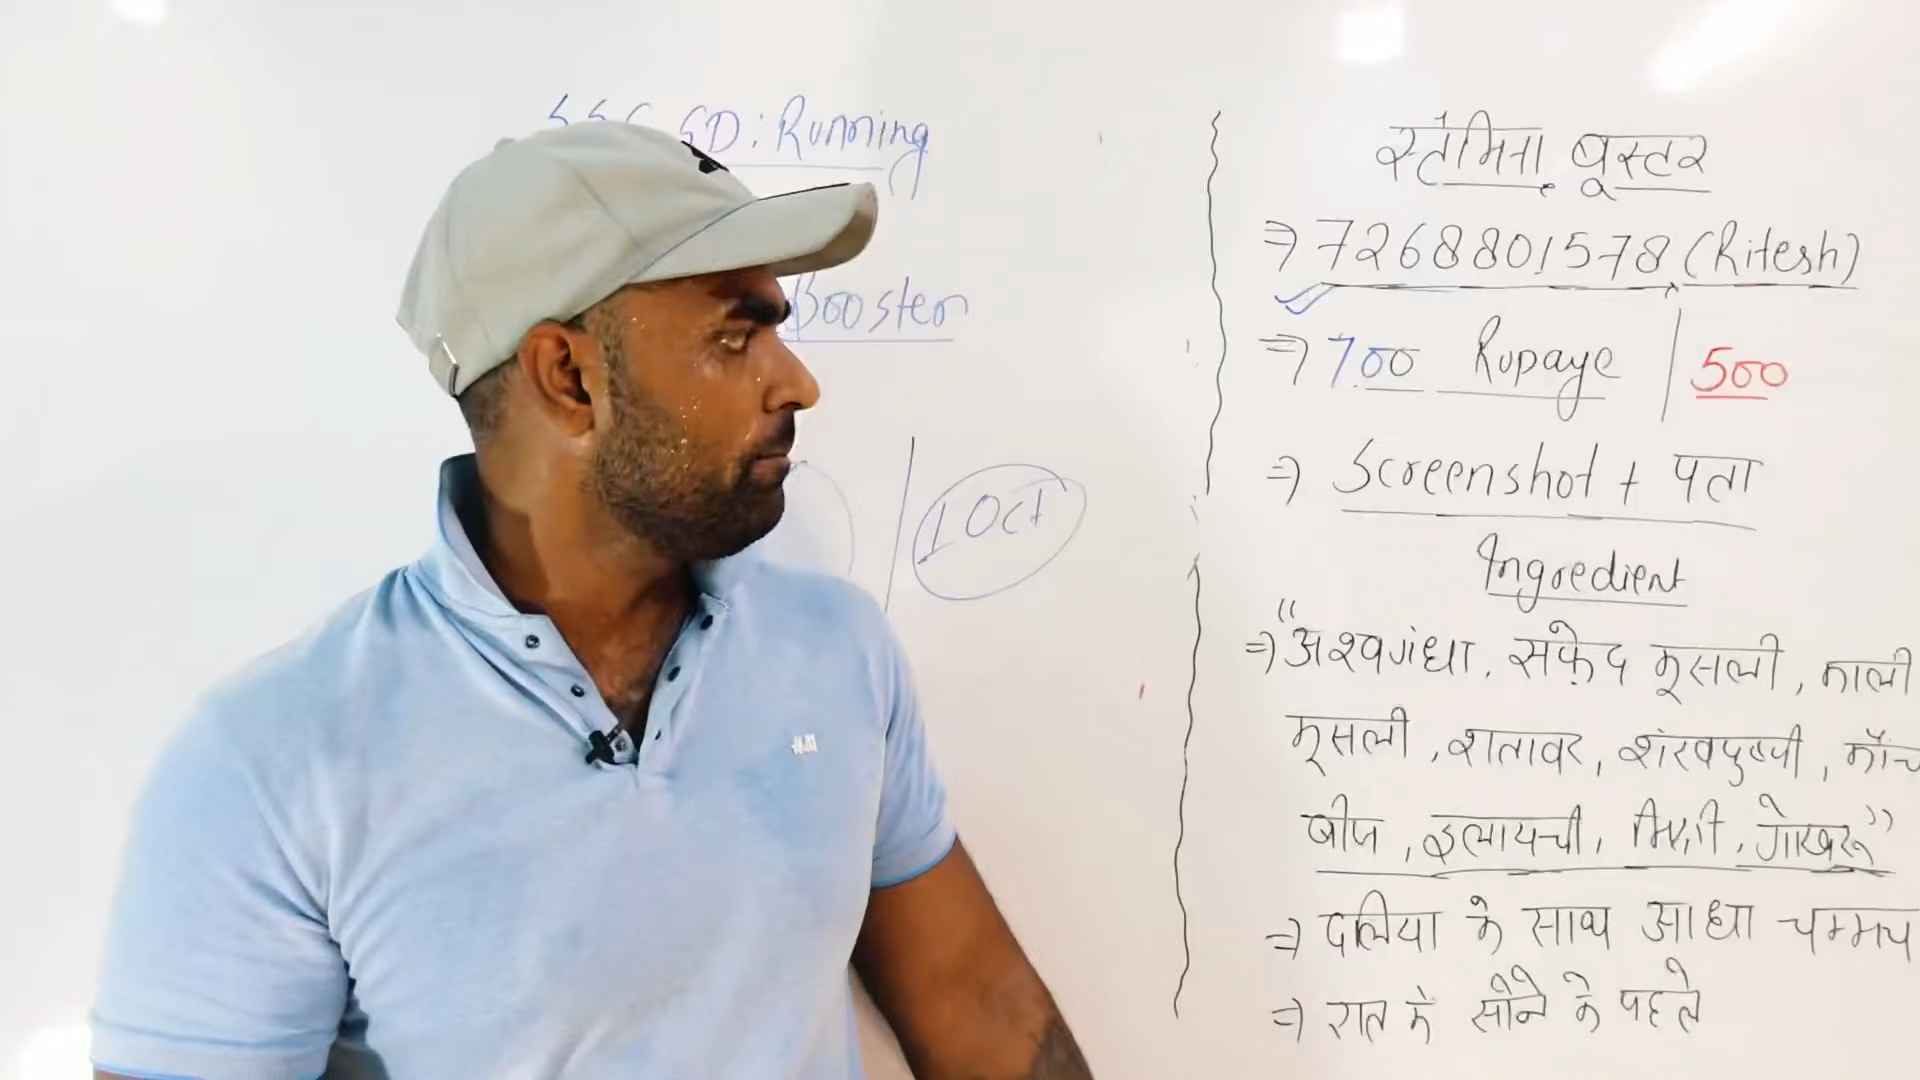 SSC GD: Running
Booster
1 Oct
स्टेमिना बूस्टर
⇒ 7268801578 (Ritesh)
⇒ 700 Rupaye | 500
⇒ Screenshot + पता
Ingredient
⇒ "अश्वगंधा, सफ़ेद मूसली, काली
मूसली, शतावर, शंखपुष्पी, कौंच
बीज, इलायची, मिश्री, गोखरू"
⇒ दलिया के साथ आधा चम्मच
⇒ रात में सोने के पहले
H&M